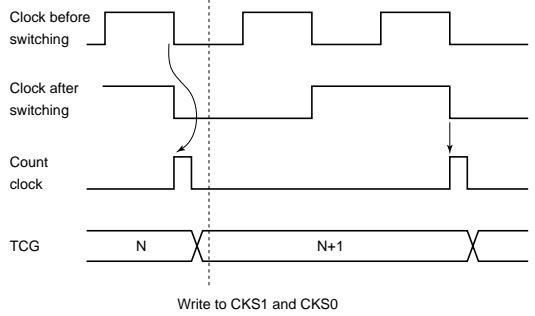 Clock before
switching
Clock after
switching
Count
clock
TCG
N
N+1
Write to CKS1 and CKS0